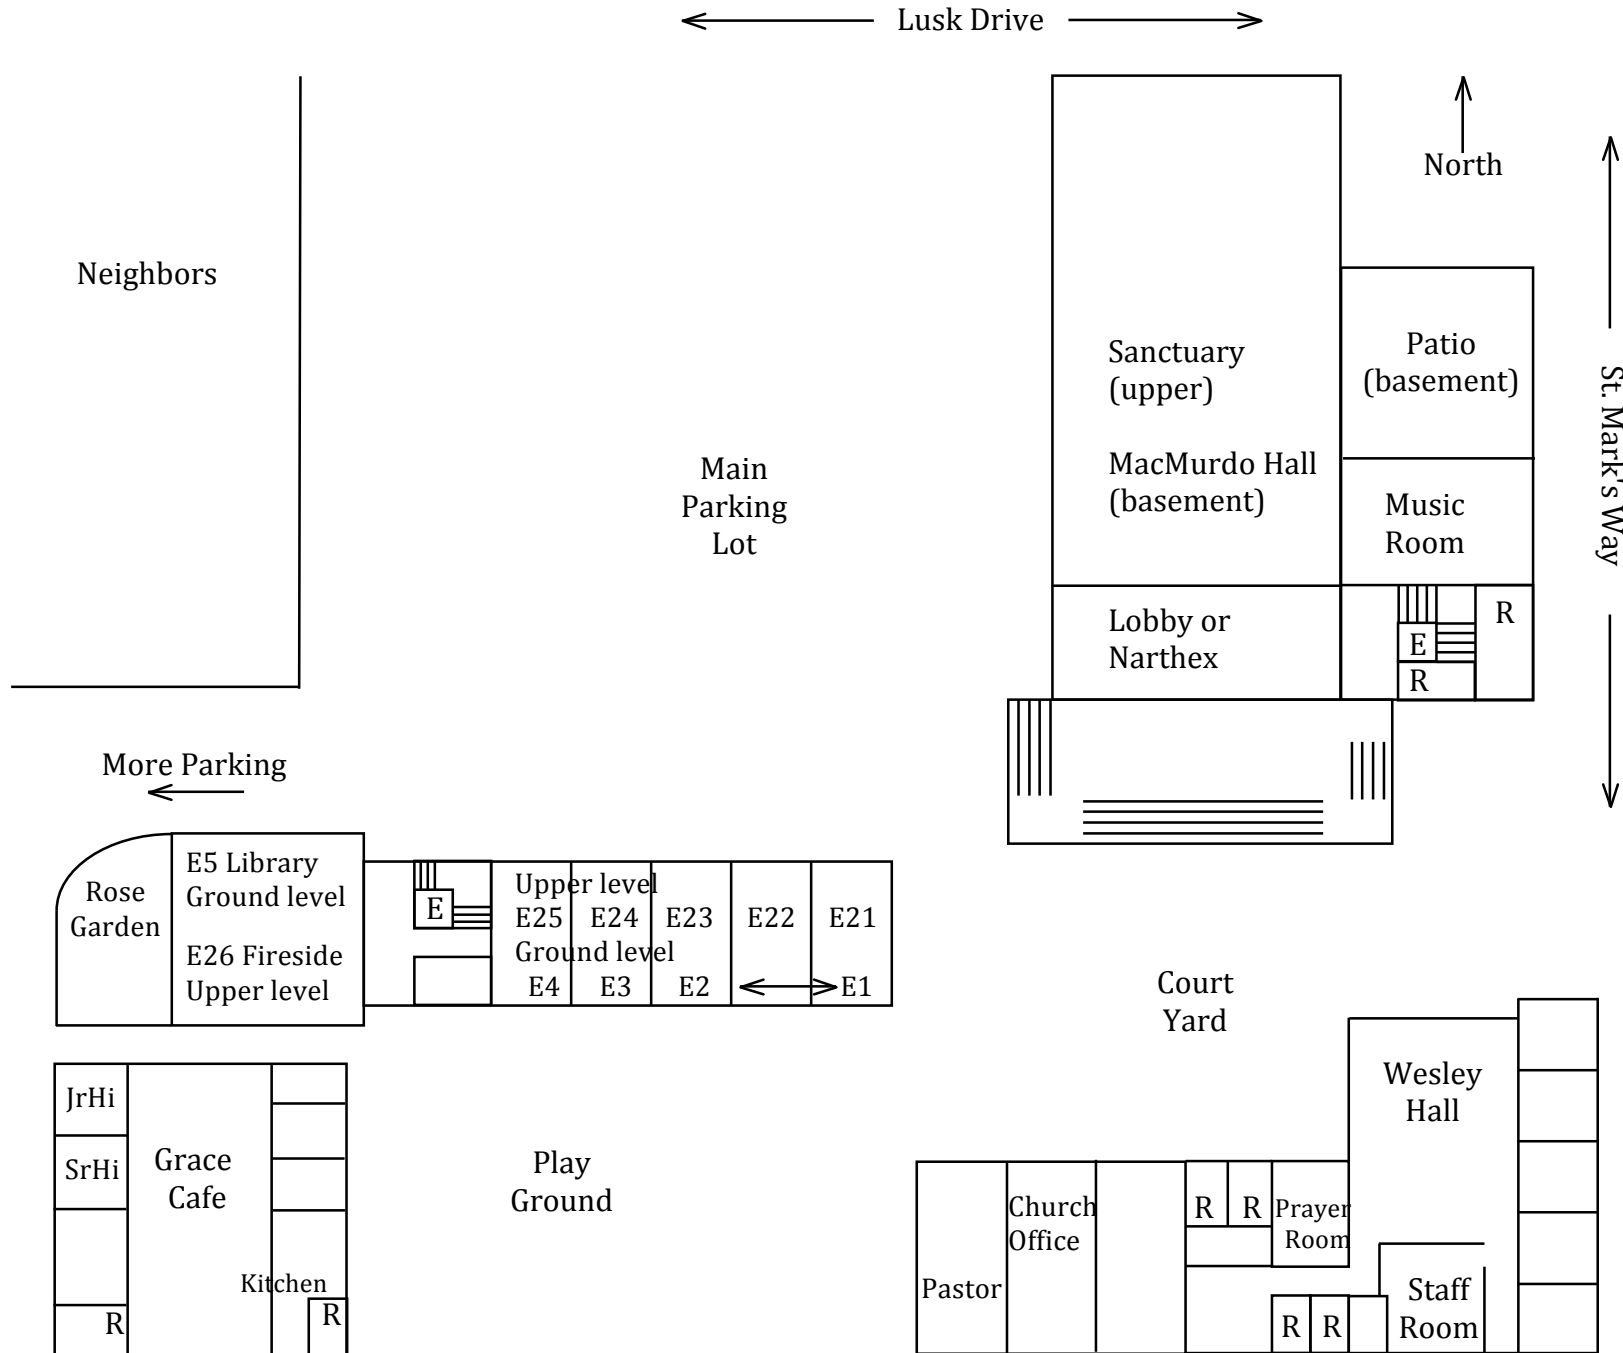 Lusk Drive
North
Neighbors
St. Mark's Way
Sanctuary
(upper)
MacMurdo Hall
(basement)
Patio
(basement)
Main
Parking
Lot
Music
Room
Lobby or
Narthex
R
E
R
More Parking
Rose
Garden
E5 Library
Ground level
E26 Fireside
Upper level
E
Upper level
E25 E24 E23 E22 E21
Ground level
E4 E3 E2 E1
Court
Yard
JrHi
SrHi
Grace
Cafe
Kitchen
R
R
Play
Ground
Wesley
Hall
Pastor
Church
Office
R R
Prayer
Room
R R
Staff
Room